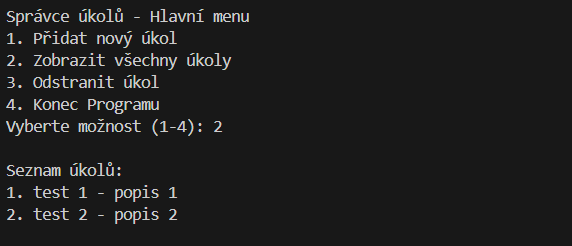 Správce úkolů - Hlavní menu
1. Přidat nový úkol
2. Zobrazit všechny úkoly
3. Odstranit úkol
4. Konec Programu
Vyberte možnost (1-4): 2
Seznam úkolů:
1. test 1 - popis 1
2. test 2 - popis 2